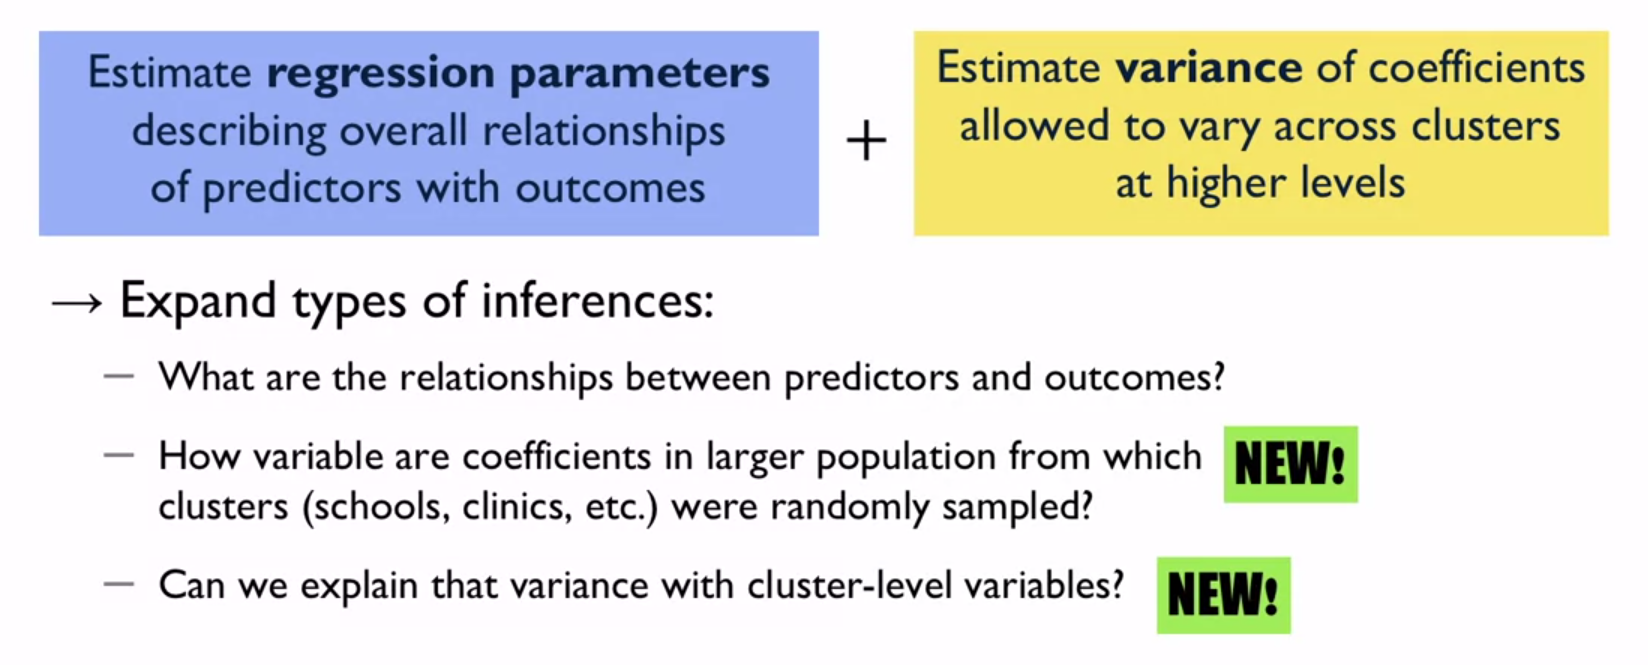 Estimate regression parameters
describing overall relationships
of predictors with outcomes
+
Estimate variance of coefficients
allowed to vary across clusters
at higher levels
→ Expand types of inferences:
— What are the relationships between predictors and outcomes?
— How variable are coefficients in larger population from which
clusters (schools, clinics, etc.) were randomly sampled?
NEW!
— Can we explain that variance with cluster-level variables?
NEW!